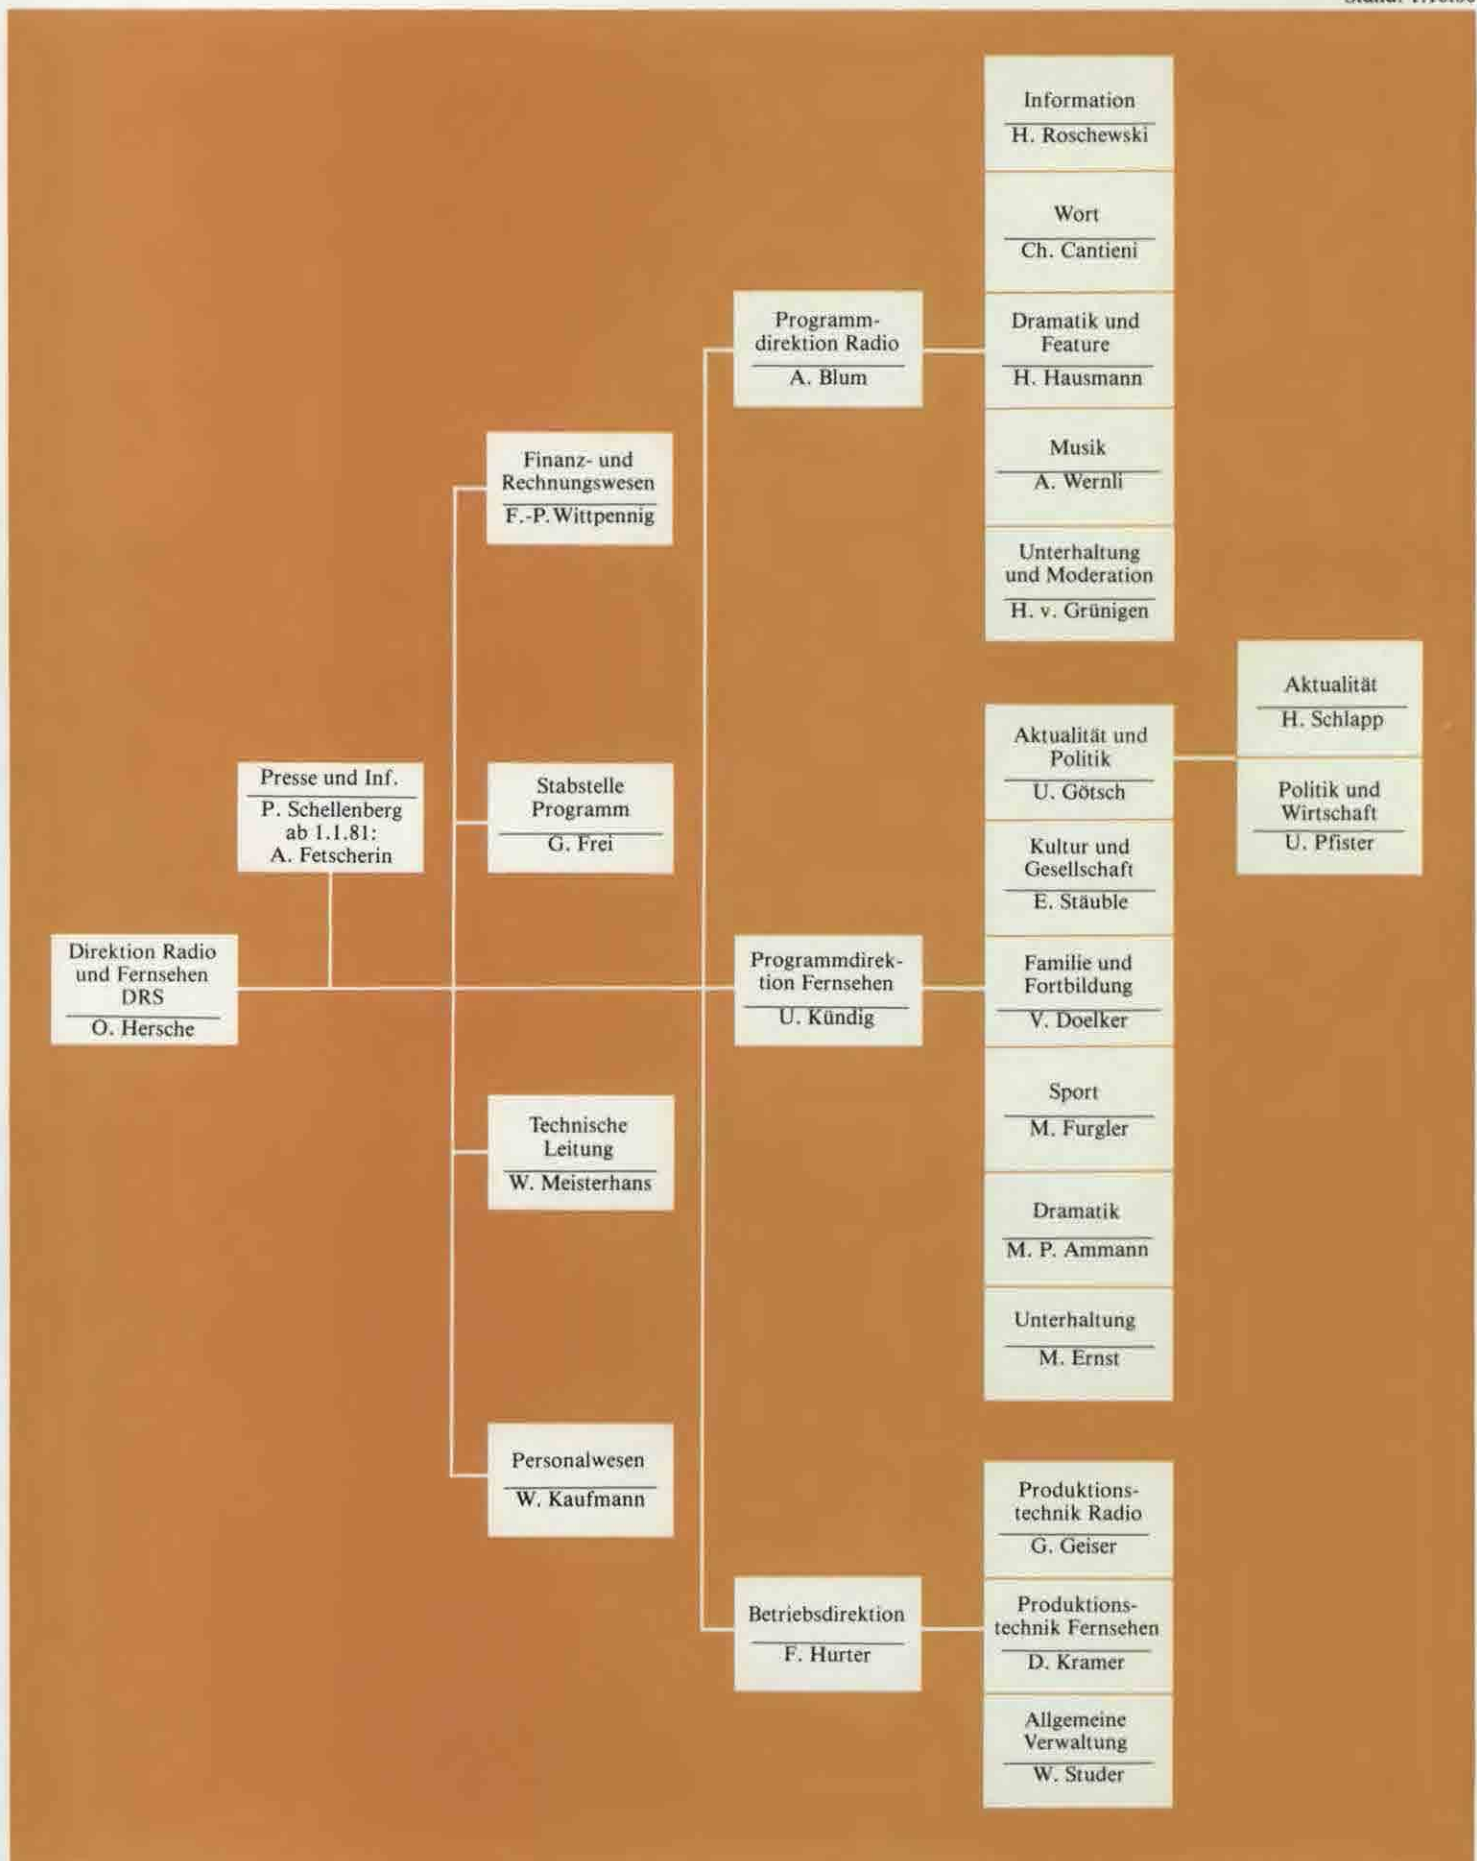 Information
H. Roschewski
Wort
Ch. Cantieni
Programm-
direktion Radio
A. Blum
Dramatik und
Feature
H. Hausmann
Musik
A. Wernli
Unterhaltung
und Moderation
H. v. Grünigen
Finanz- und
Rechnungswesen
F.-P. Wittpennig
Aktualität
H. Schlapp
Politik und
Wirtschaft
U. Pfister
Aktualität und
Politik
U. Götsch
Kultur und
Gesellschaft
E. Stäuble
Familie und
Fortbildung
V. Doelker
Sport
M. Furgler
Dramatik
M. P. Ammann
Unterhaltung
M. Ernst
Presse und Inf.
P. Schellenberg
ab 1.1.81:
A. Fetscherin
Stabstelle
Programm
G. Frei
Direktion Radio
und Fernsehen
DRS
O. Hersche
Programmdirek-
tion Fernsehen
U. Kündig
Technische
Leitung
W. Meisterhans
Personalwesen
W. Kaufmann
Betriebsdirektion
F. Hurter
Produktions-
technik Radio
G. Geiser
Produktions-
technik Fernsehen
D. Kramer
Allgemeine
Verwaltung
W. Studer